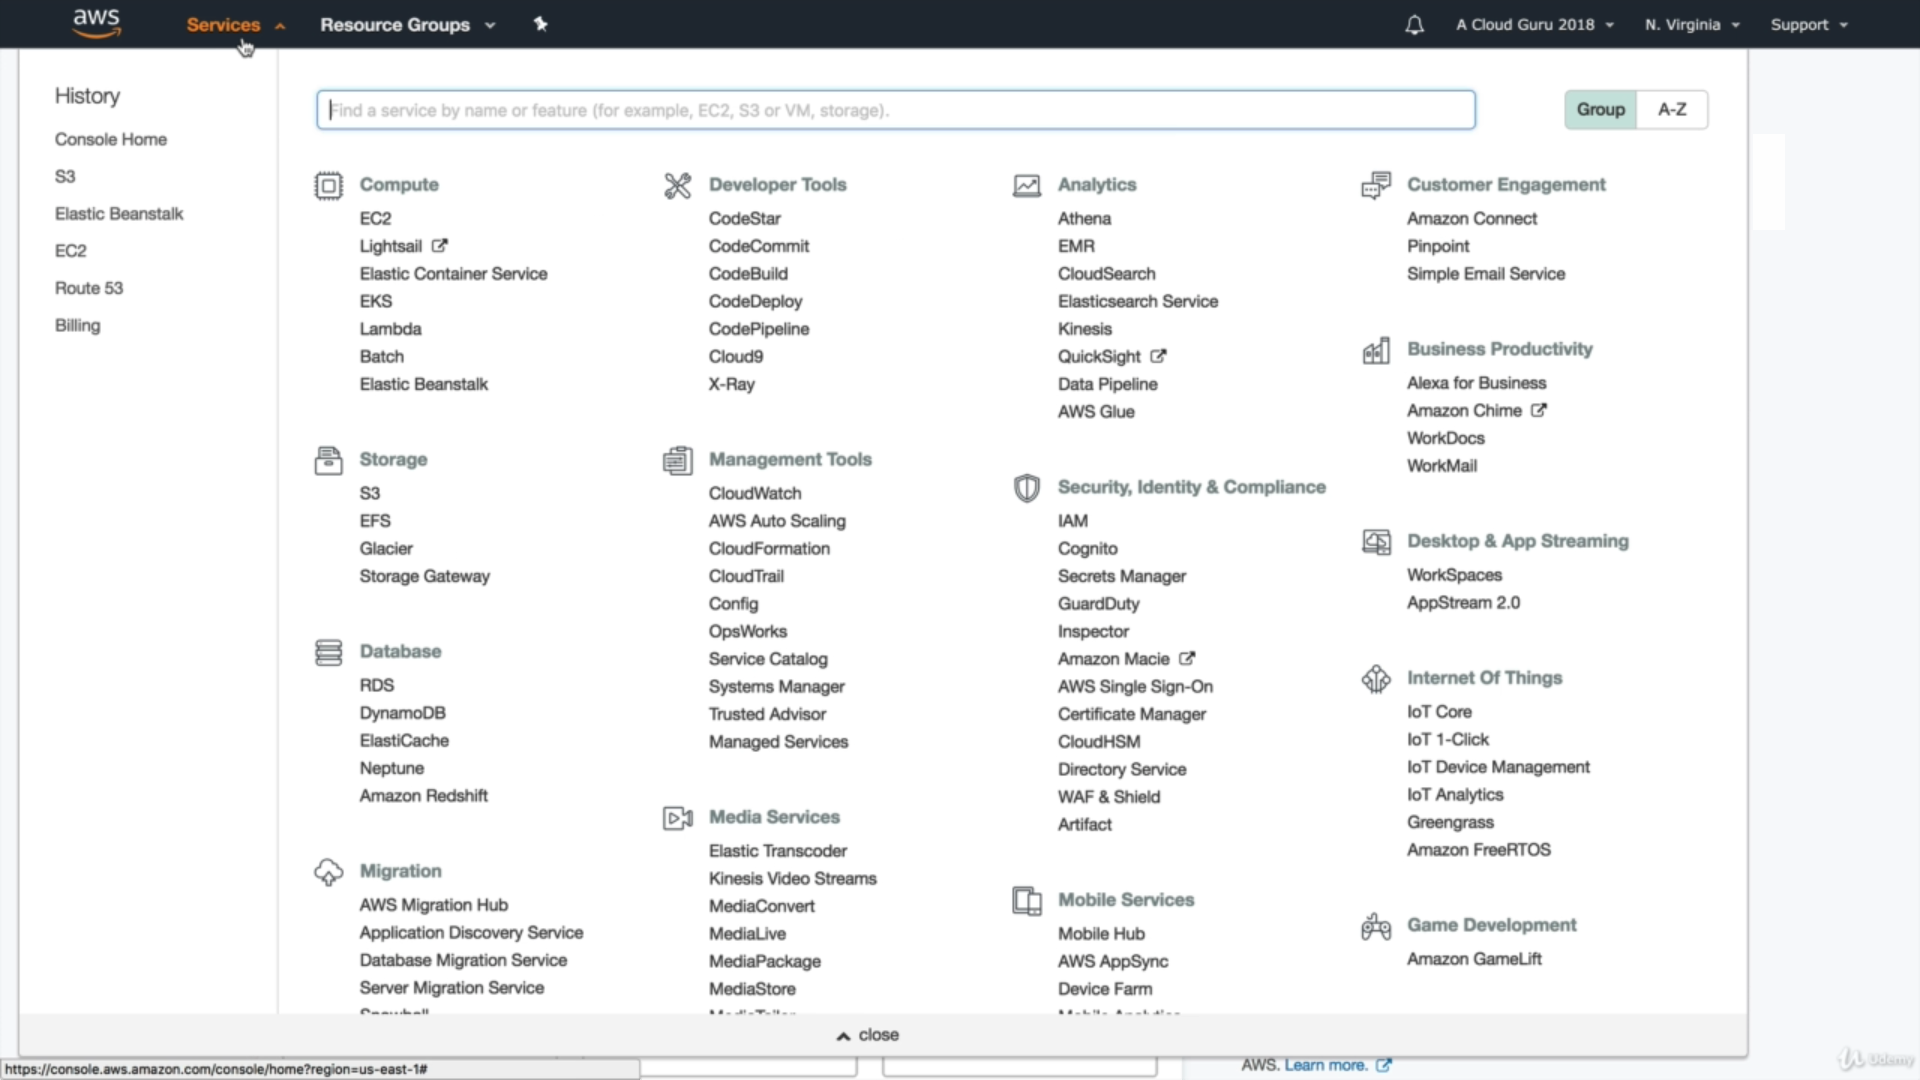 aws
Services
Resource Groups
A Cloud Guru 2018
N. Virginia
Support
History
Console Home
S3
Elastic Beanstalk
EC2
Route 53
Billing
Find a service by name or feature (for example, EC2, S3 or VM, storage).
Group
A-Z
Compute
EC2
Lightsail
Elastic Container Service
EKS
Lambda
Batch
Elastic Beanstalk
Storage
S3
EFS
Glacier
Storage Gateway
Database
RDS
DynamoDB
ElastiCache
Neptune
Amazon Redshift
Migration
AWS Migration Hub
Application Discovery Service
Database Migration Service
Server Migration Service
Snowball
Developer Tools
CodeStar
CodeCommit
CodeBuild
CodeDeploy
CodePipeline
Cloud9
X-Ray
Management Tools
CloudWatch
AWS Auto Scaling
CloudFormation
CloudTrail
Config
OpsWorks
Service Catalog
Systems Manager
Trusted Advisor
Managed Services
Media Services
Elastic Transcoder
Kinesis Video Streams
MediaConvert
MediaLive
MediaPackage
MediaStore
MediaTailor
Analytics
Athena
EMR
CloudSearch
Elasticsearch Service
Kinesis
QuickSight
Data Pipeline
AWS Glue
Security, Identity & Compliance
IAM
Cognito
Secrets Manager
GuardDuty
Inspector
Amazon Macie
AWS Single Sign-On
Certificate Manager
CloudHSM
Directory Service
WAF & Shield
Artifact
Mobile Services
Mobile Hub
AWS AppSync
Device Farm
Mobile Analytics
Customer Engagement
Amazon Connect
Pinpoint
Simple Email Service
Business Productivity
Alexa for Business
Amazon Chime
WorkDocs
WorkMail
Desktop & App Streaming
WorkSpaces
AppStream 2.0
Internet Of Things
IoT Core
IoT 1-Click
IoT Device Management
IoT Analytics
Greengrass
Amazon FreeRTOS
Game Development
Amazon GameLift
close
AWS. Learn more.
https://console.aws.amazon.com/console/home?region=us-east-1#
Udemy